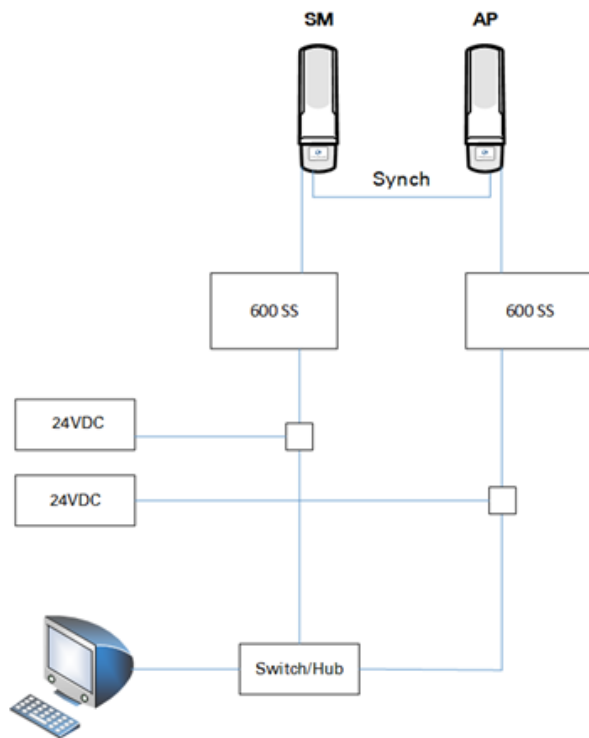 SM
AP
Synch
600 SS
600 SS
24VDC
24VDC
Switch/Hub